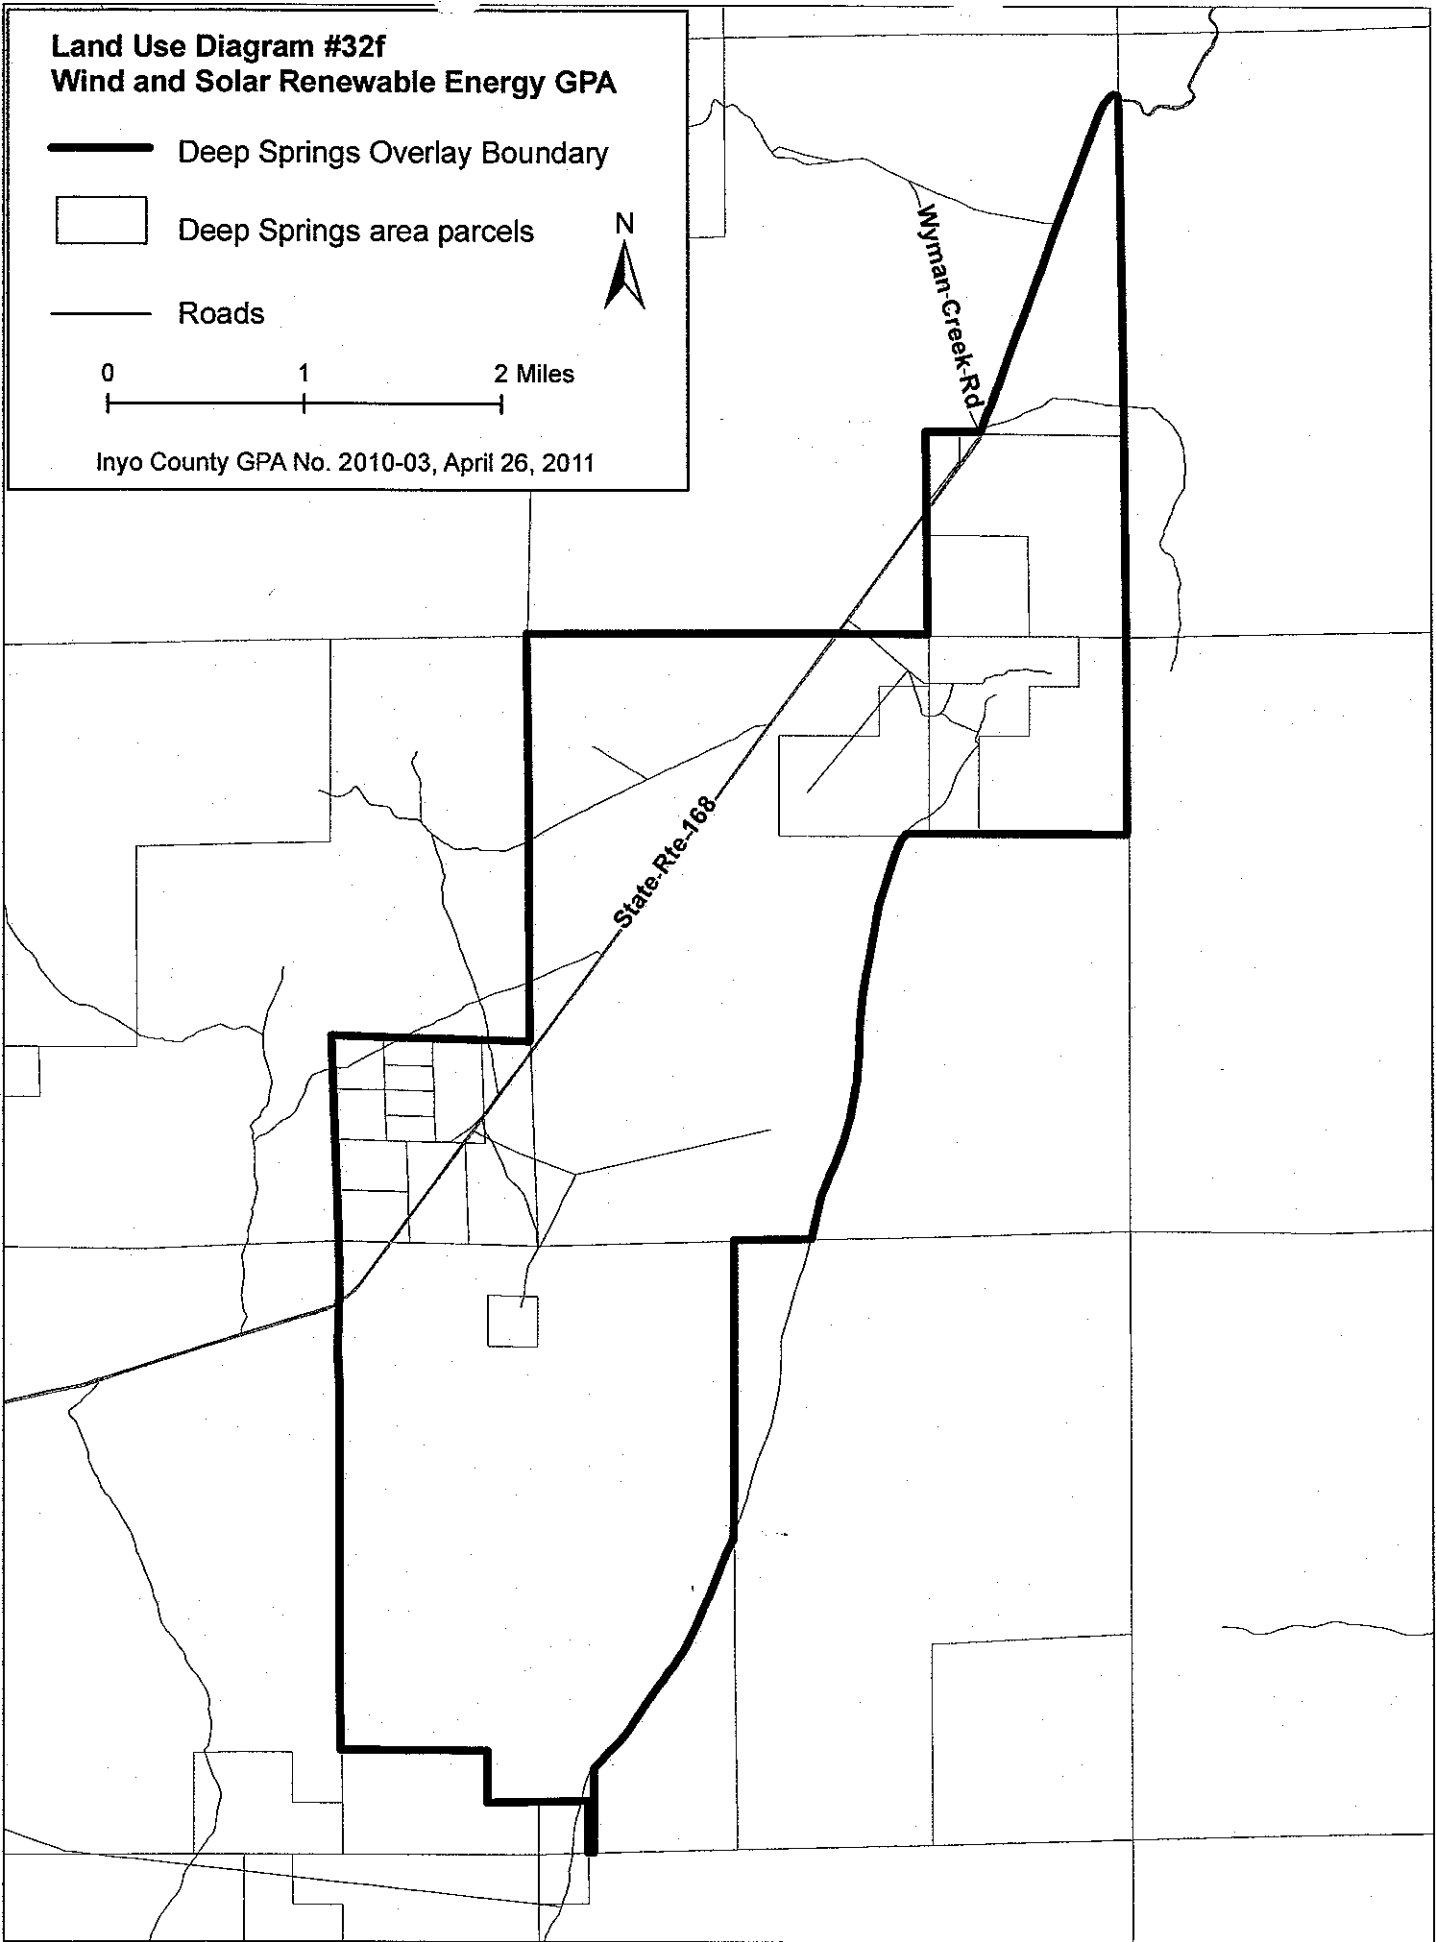 Land Use Diagram #32f
Wind and Solar Renewable Energy GPA
Deep Springs Overlay Boundary
Deep Springs area parcels
N
Roads
0 1 2 Miles
Inyo County GPA No. 2010-03, April 26, 2011
Wyman-Creek-Rd
State-Rte-168